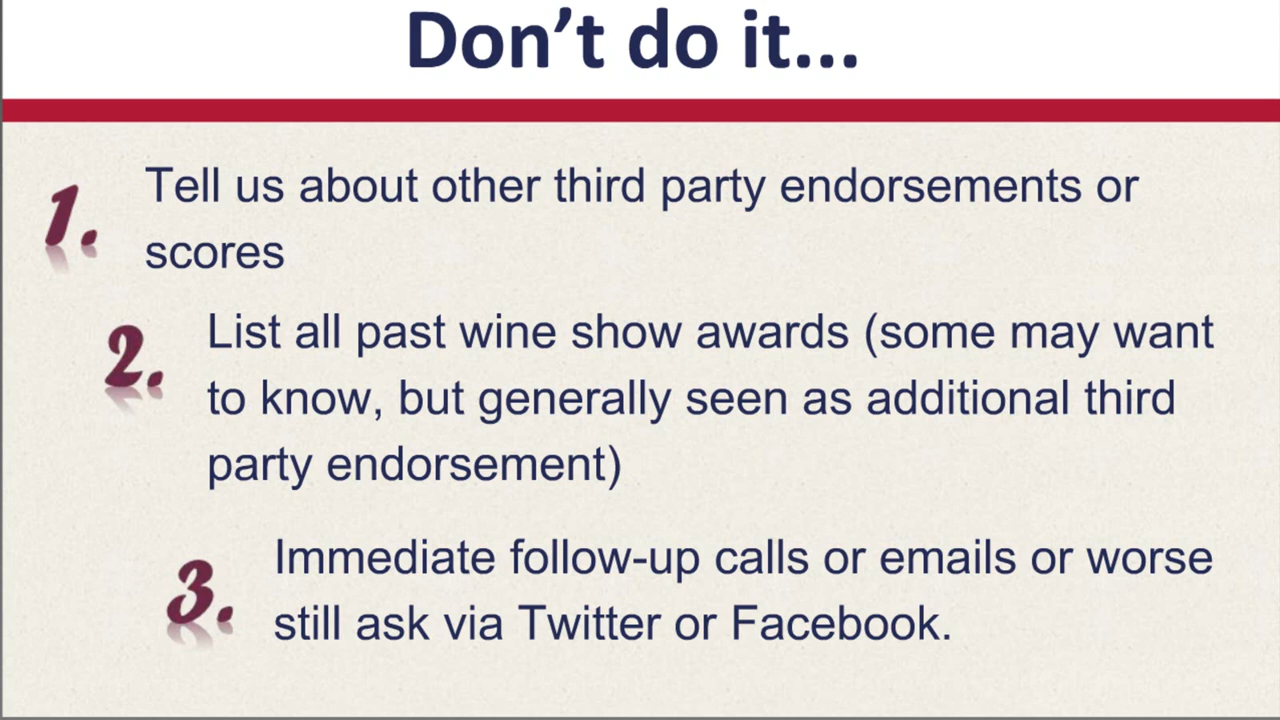 Don’t do it...
1. Tell us about other third party endorsements or
scores
2. List all past wine show awards (some may want
to know, but generally seen as additional third
party endorsement)
3. Immediate follow-up calls or emails or worse
still ask via Twitter or Facebook.